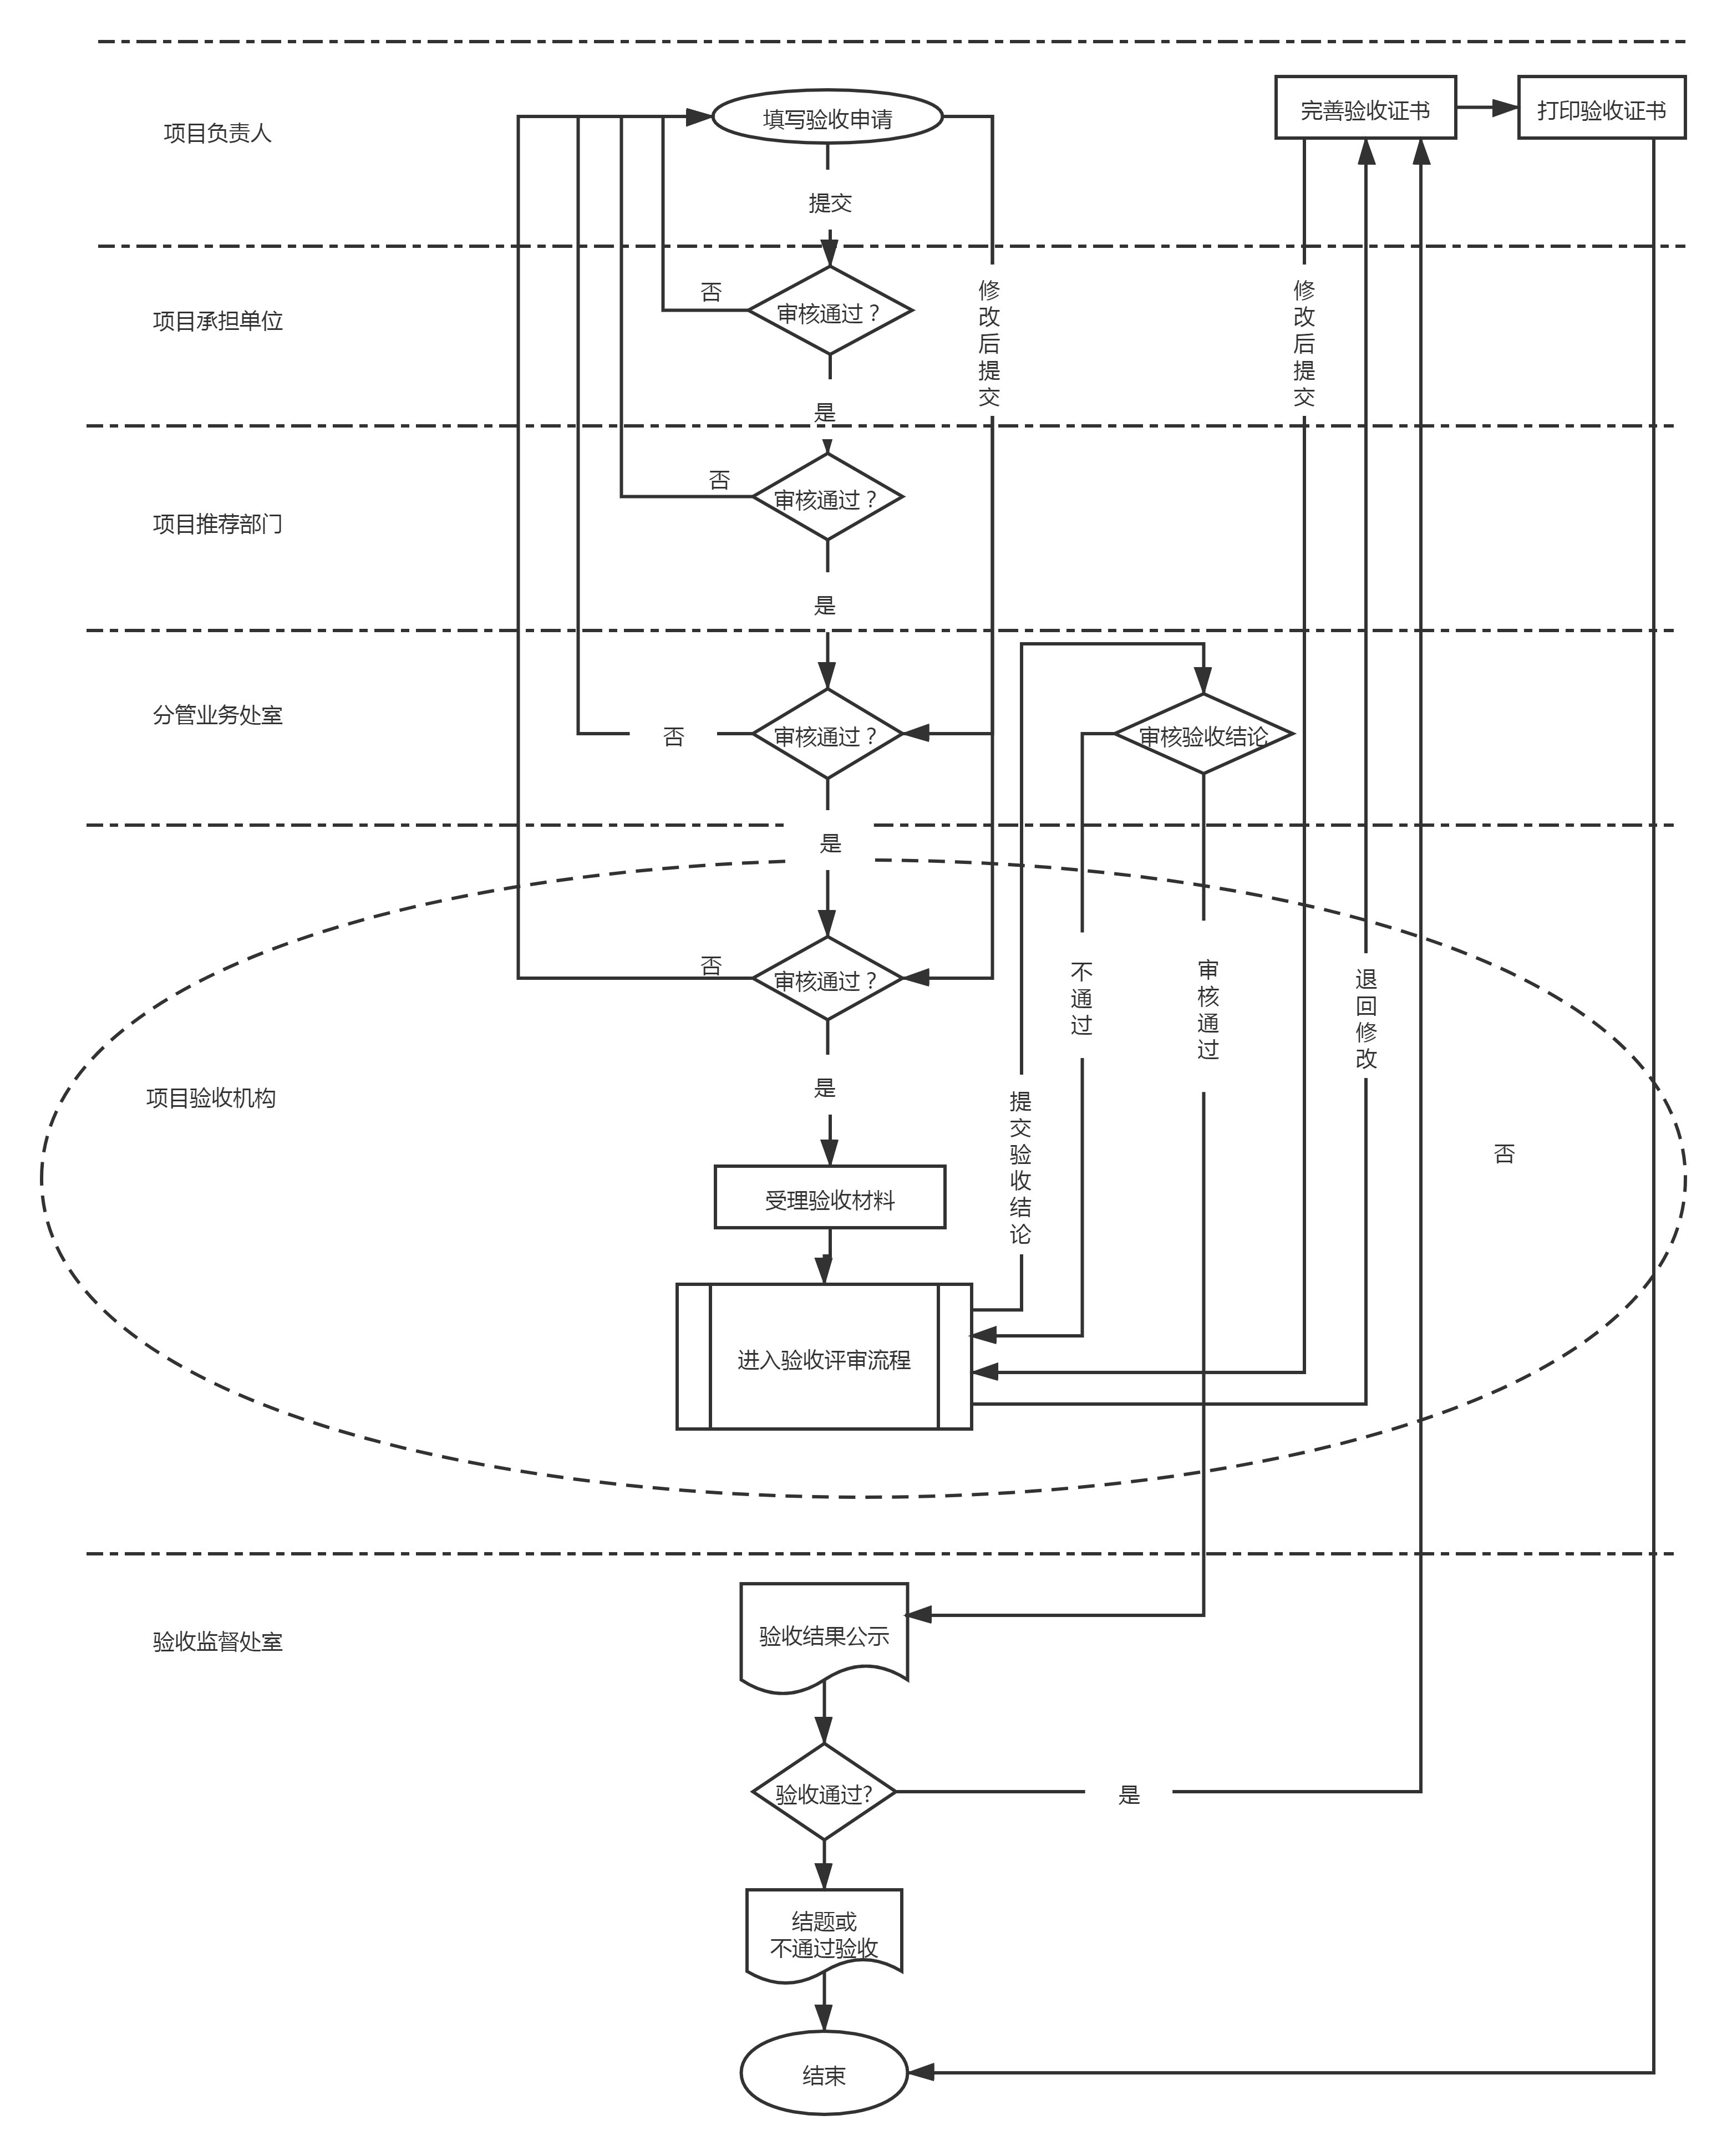 项目负责人
填写验收申请
完善验收证书
打印验收证书
提交
项目承担单位
否
审核通过？
修改后提交
修改后提交
是
项目推荐部门
否
审核通过？
是
分管业务处室
否
审核通过？
审核验收结论
是
项目验收机构
否
审核通过？
不通过
审核通过
退回修改
是
提交验收结论
否
受理验收材料
进入验收评审流程
验收监督处室
验收结果公示
验收通过?
是
结题或
不通过验收
结束